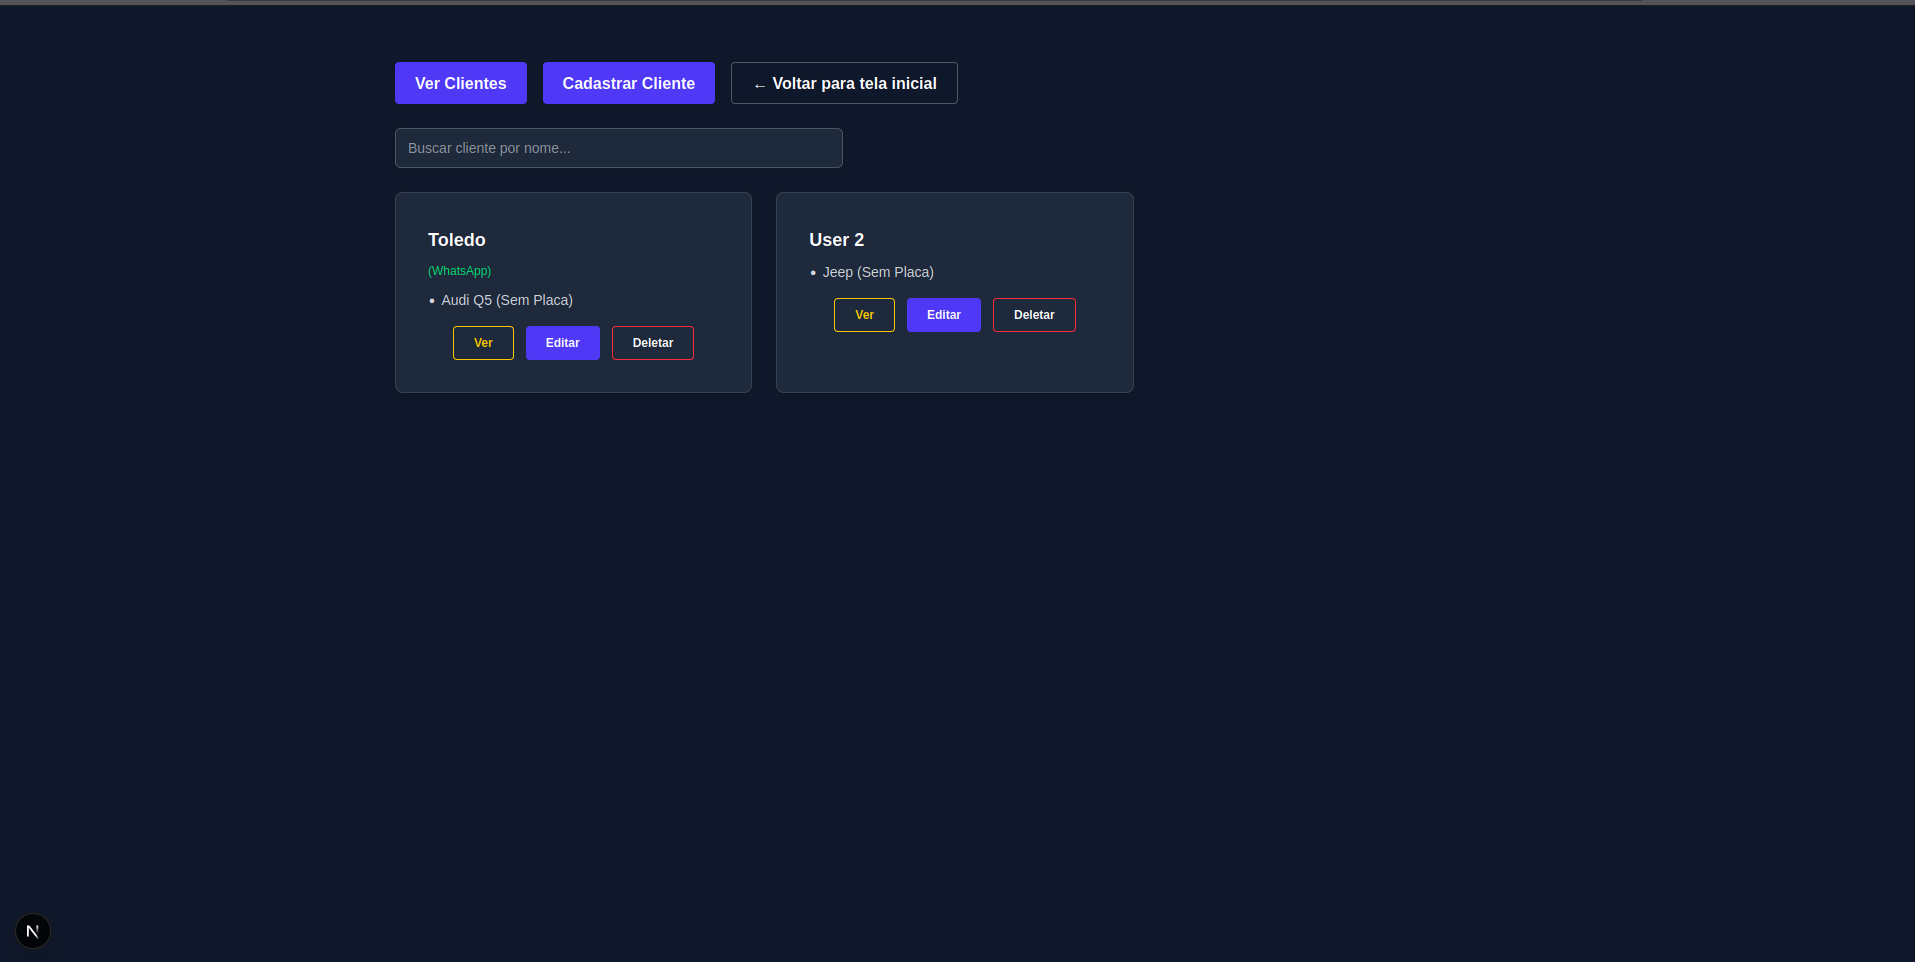 Ver Clientes Cadastrar Cliente ← Voltar para tela inicial
Buscar cliente por nome...
Toledo
(WhatsApp)
• Audi Q5 (Sem Placa)
Ver Editar Deletar
User 2
• Jeep (Sem Placa)
Ver Editar Deletar
N